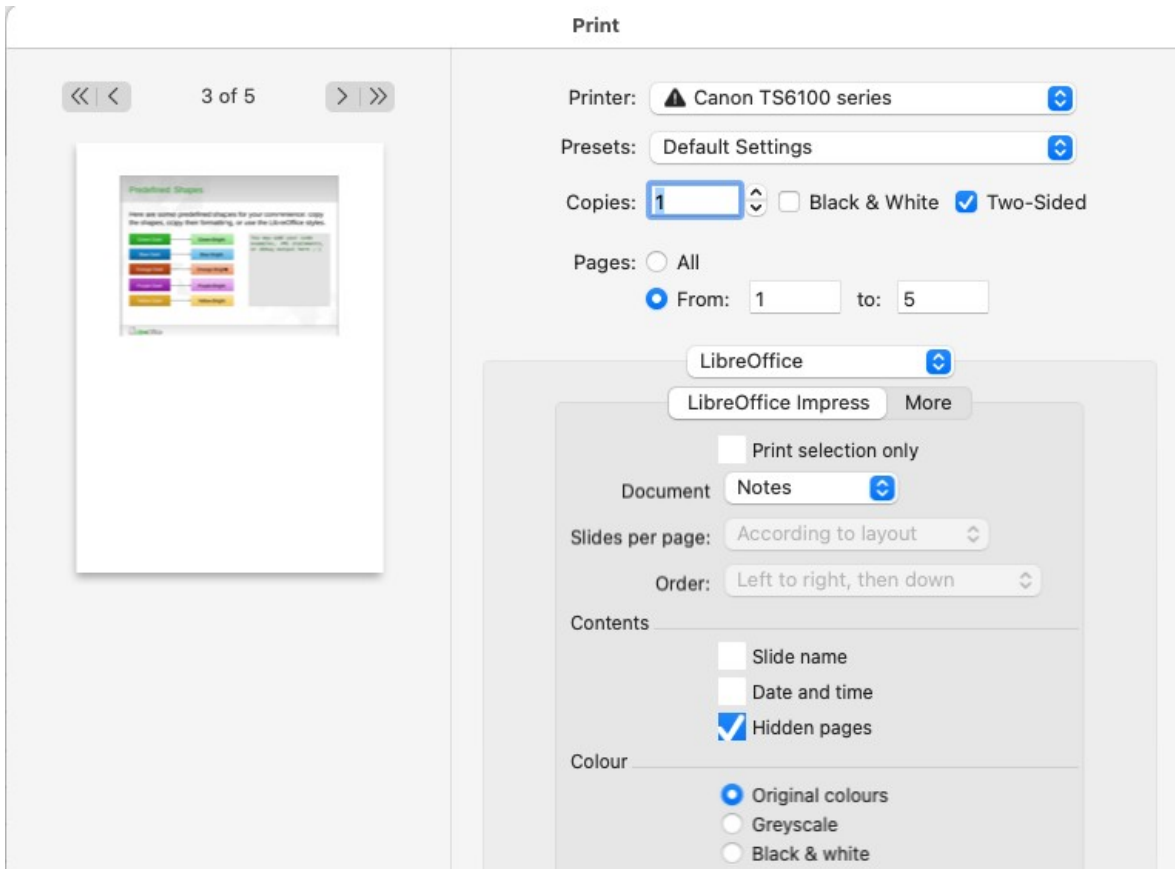 Print
3 of 5
Predefined Shapes
Here are some predefined shapes for your convenience: copy
the shapes, copy their formatting, or use the LibreOffice styles.
Printer: Canon TS6100 series
Presets: Default Settings
Copies: 1 Black & White Two-Sided
Pages: All
From: 1 to: 5
LibreOffice
LibreOffice Impress More
Print selection only
Document Notes
Slides per page: According to layout
Order: Left to right, then down
Contents
Slide name
Date and time
Hidden pages
Colour
Original colours
Greyscale
Black & white